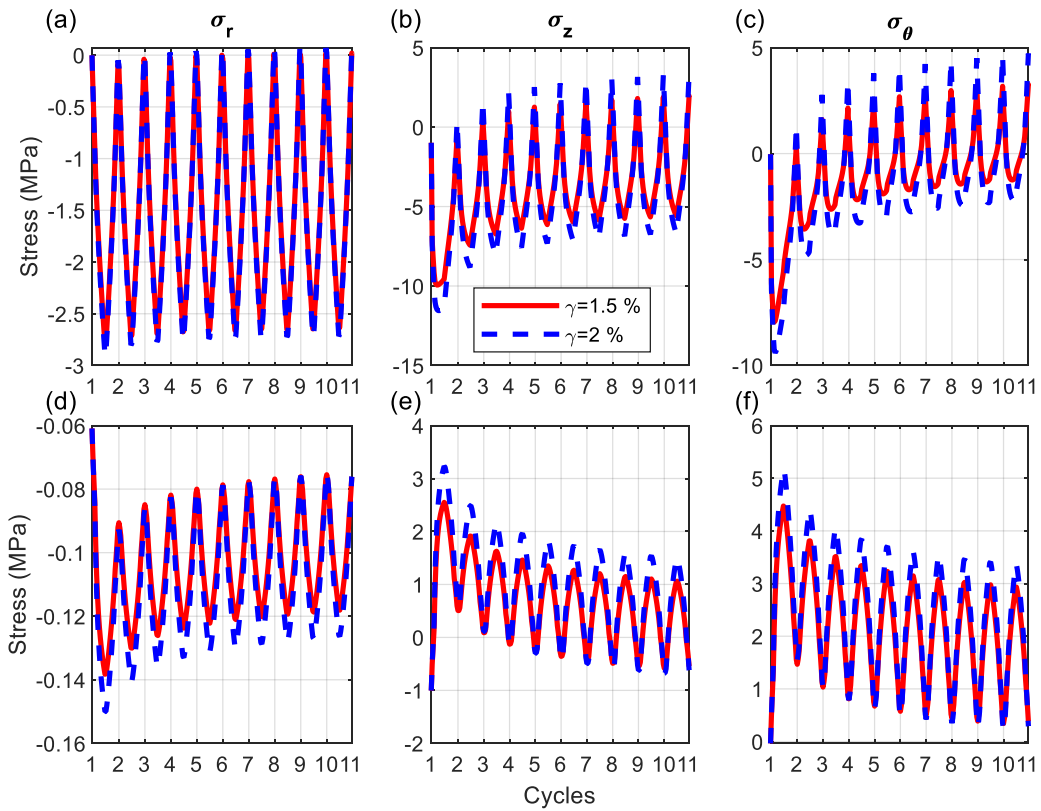 (a) σr (b) σz (c) σθ
0 5 5
-0.5
-1 0 0
-1.5 -5
-2 -5
-2.5 -10
-3 -15 -10
Stress (MPa)
γ=1.5 %
γ=2 %
1 2 3 4 5 6 7 8 9 10 11 1 2 3 4 5 6 7 8 9 10 11 1 2 3 4 5 6 7 8 9 10 11
(d) (e) (f)
-0.06 4 6
-0.08 3 5
-0.1 2 4
-0.12 1 3
-0.14 0 2
-0.16 -1 1
-2 0
Stress (MPa)
1 2 3 4 5 6 7 8 9 10 11 1 2 3 4 5 6 7 8 9 10 11 1 2 3 4 5 6 7 8 9 10 11
Cycles